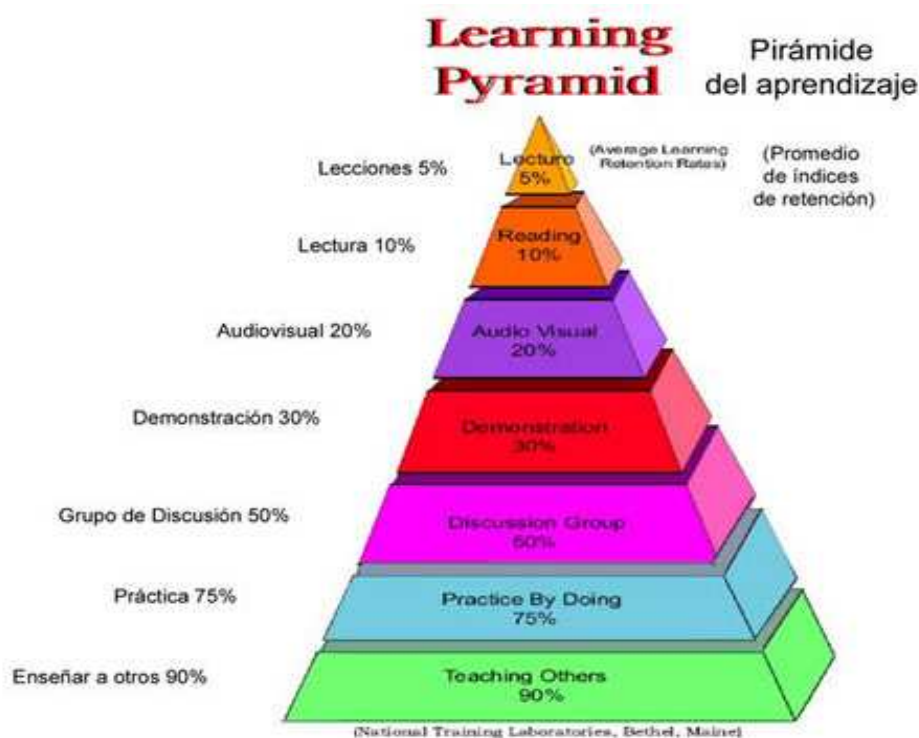 Learning
Pyramid
Pirámide
del aprendizaje
(Average Learning
Retention Rates)
(Promedio
de índices
de retención)
Lecciones 5%
Lecture
5%
Lectura 10%
Reading
10%
Audiovisual 20%
Audio Visual
20%
Demonstración 30%
Demonstration
30%
Grupo de Discusión 50%
Discussion Group
50%
Práctica 75%
Practice By Doing
75%
Enseñar a otros 90%
Teaching Others
90%
(National Training Laboratories, Bethel, Maine)